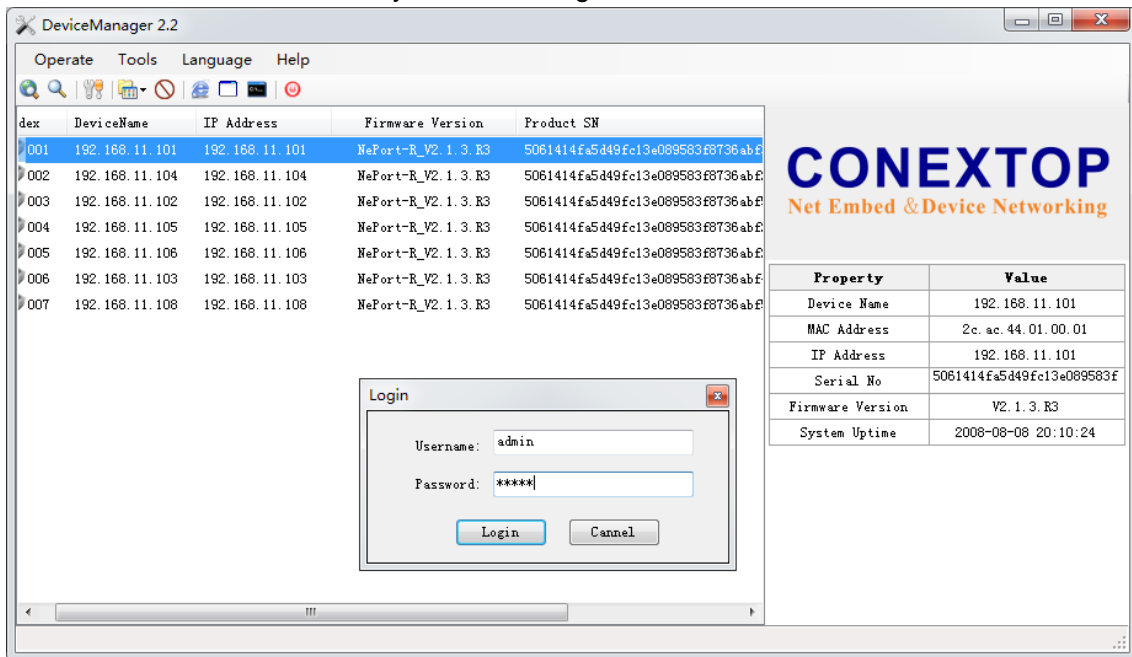 DeviceManager 2.2
Operate Tools Language Help
dex DeviceName IP Address Firmware Version Product SN
001 192.168.11.101 192.168.11.101 NePort-R_V2.1.3.R3 5061414fa5d49fc13e089583f8736abf
002 192.168.11.104 192.168.11.104 NePort-R_V2.1.3.R3 5061414fa5d49fc13e089583f8736abf
003 192.168.11.102 192.168.11.102 NePort-R_V2.1.3.R3 5061414fa5d49fc13e089583f8736abf
004 192.168.11.105 192.168.11.105 NePort-R_V2.1.3.R3 5061414fa5d49fc13e089583f8736abf
005 192.168.11.106 192.168.11.106 NePort-R_V2.1.3.R3 5061414fa5d49fc13e089583f8736abf
006 192.168.11.103 192.168.11.103 NePort-R_V2.1.3.R3 5061414fa5d49fc13e089583f8736abf
007 192.168.11.108 192.168.11.108 NePort-R_V2.1.3.R3 5061414fa5d49fc13e089583f8736abf
CONEXTOP
Net Embed &Device Networking
Property Value
Device Name 192.168.11.101
MAC Address 2c.ac.44.01.00.01
IP Address 192.168.11.101
Serial No 5061414fa5d49fc13e089583f
Firmware Version V2.1.3.R3
System Uptime 2008-08-08 20:10:24
Login
Username: admin
Password: *****
Login Cannel